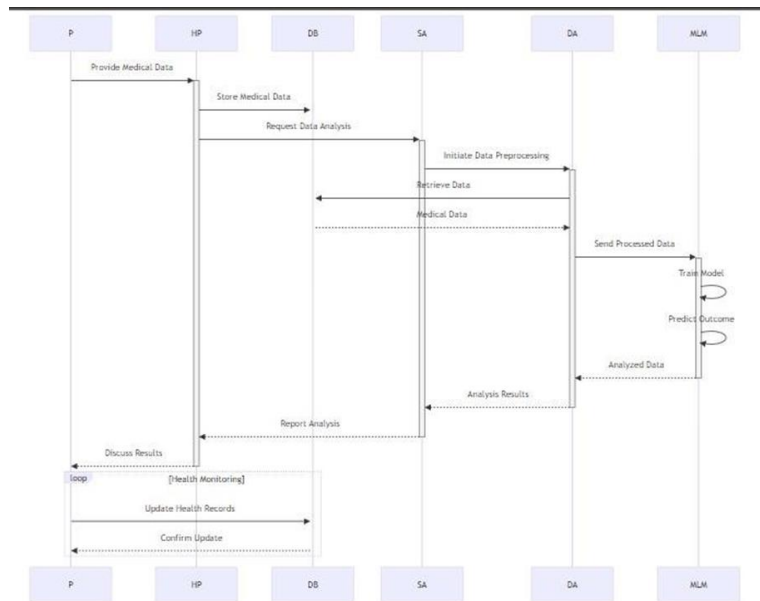 P HP DB SA DA MLM
Provide Medical Data
Store Medical Data
Request Data Analysis
Initiate Data Preprocessing
Retrieve Data
Medical Data
Send Processed Data
Train Model
Predict Outcome
Analyzed Data
Analysis Results
Report Analysis
Discuss Results
loop [Health Monitoring]
Update Health Records
Confirm Update
P HP DB SA DA MLM